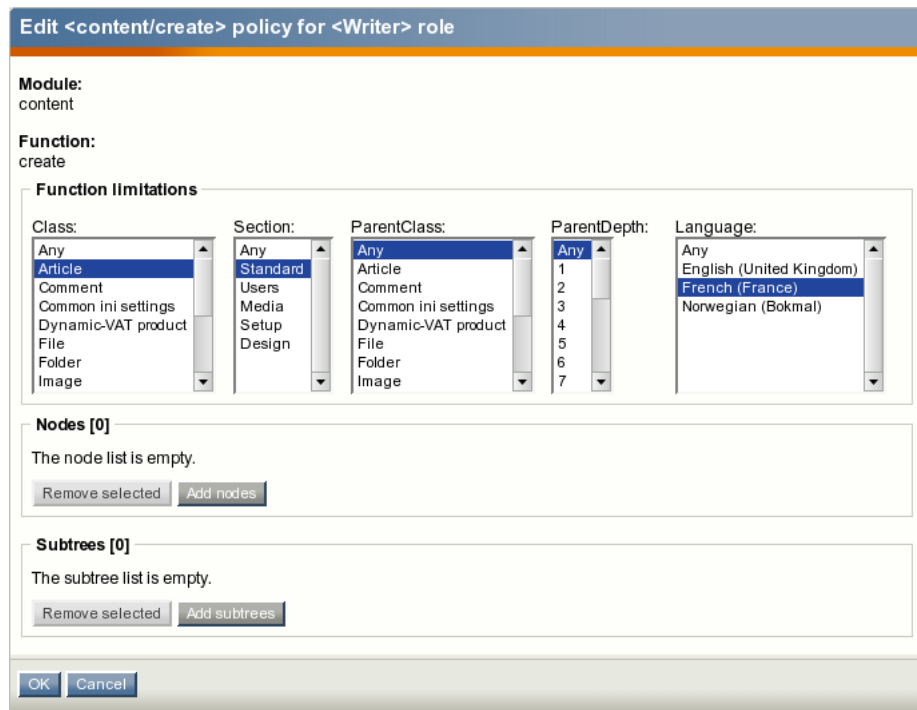 Edit <content/create> policy for <Writer> role
Module:
content
Function:
create
Function limitations
Class:
Any
Article
Comment
Common ini settings
Dynamic-VAT product
File
Folder
Image
Section:
Any
Standard
Users
Media
Setup
Design
ParentClass:
Any
Article
Comment
Common ini settings
Dynamic-VAT product
File
Folder
Image
ParentDepth:
Any
1
2
3
4
5
6
7
Language:
Any
English (United Kingdom)
French (France)
Norwegian (Bokmal)
Nodes [0]
The node list is empty.
Remove selected Add nodes
Subtrees [0]
The subtree list is empty.
Remove selected Add subtrees
OK Cancel